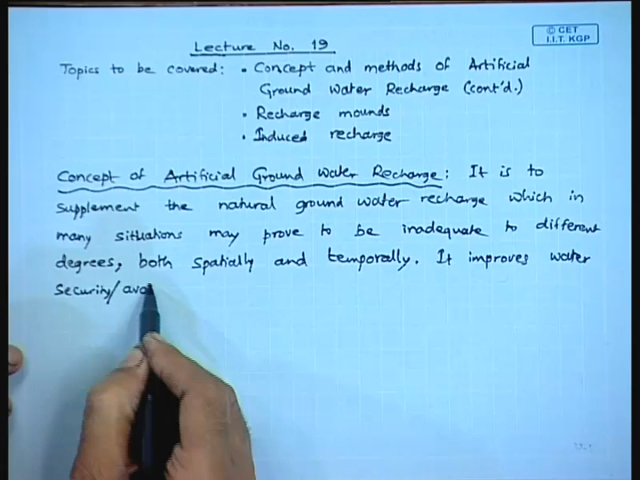 © CET
I.I.T. KGP
Lecture No. 19
Topics to be covered: • Concept and methods of Artificial
Ground Water Recharge (cont'd.)
• Recharge mounds
• Induced recharge
Concept of Artificial Ground Water Recharge: It is to
supplement the natural ground water recharge which in
many situations may prove to be inadequate to different
degrees, both spatially and temporally. It improves water
security/ava